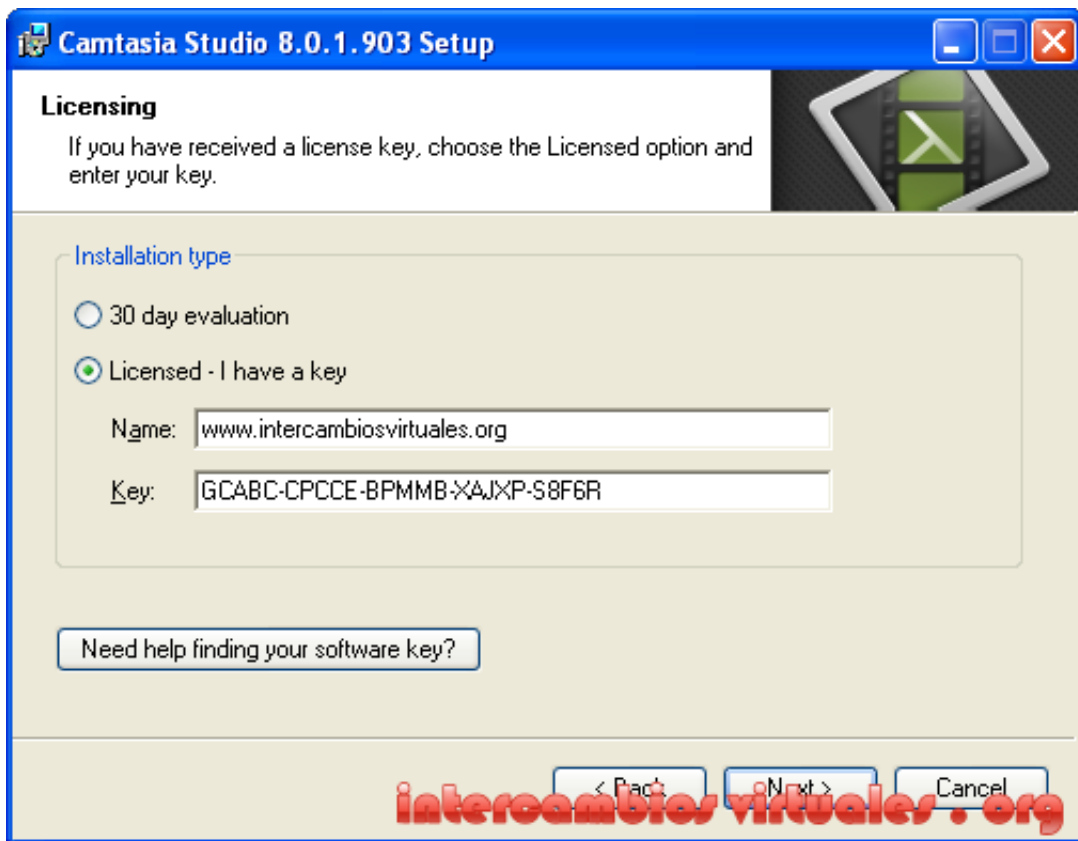 Camtasia Studio 8.0.1.903 Setup
Licensing
If you have received a license key, choose the Licensed option and
enter your key.
Installation type
30 day evaluation
Licensed - I have a key
Name: www.intercambiosvirtuales.org
Key: GCABC-CPCCE-BPMMB-XAJXP-S8F6R
Need help finding your software key?
< Back Next > Cancel
intercambios virtuales . org